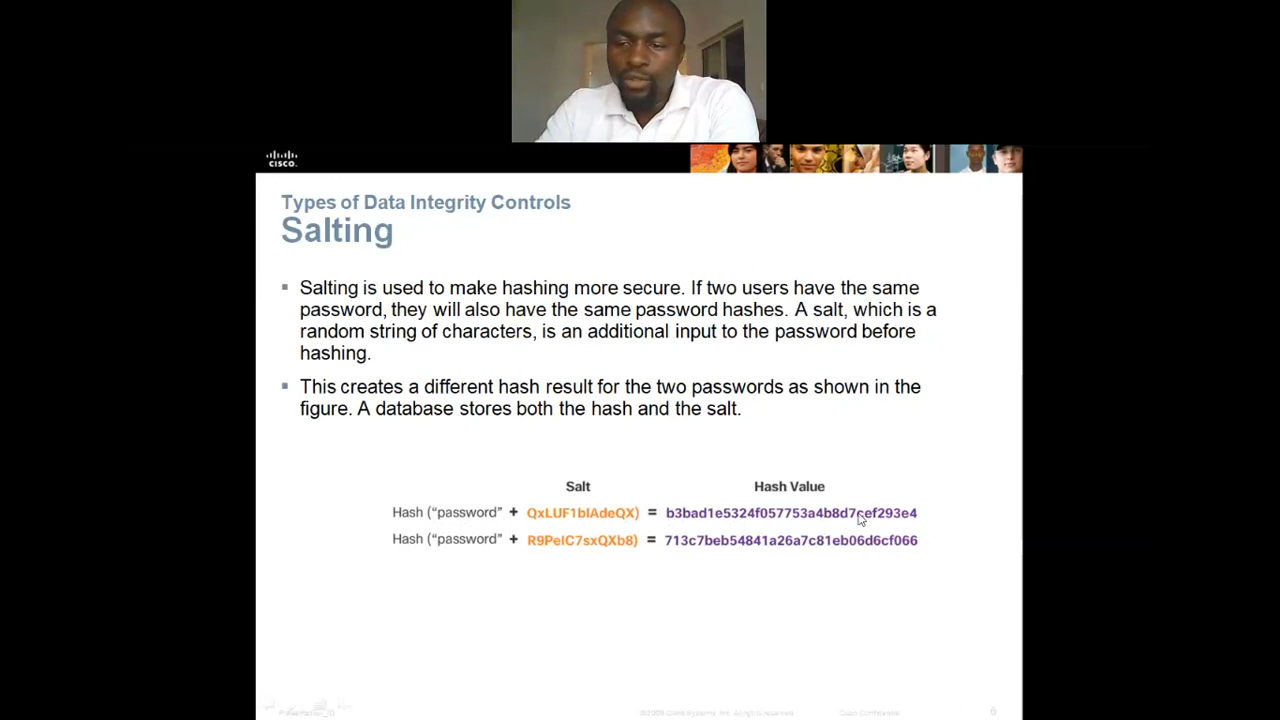 CISCO
Types of Data Integrity Controls
Salting
Salting is used to make hashing more secure. If two users have the same
password, they will also have the same password hashes. A salt, which is a
random string of characters, is an additional input to the password before
hashing.
This creates a different hash result for the two passwords as shown in the
figure. A database stores both the hash and the salt.
Salt Hash Value
Hash ("password" + QxLUF1bIAdeQX) = b3bad1e5324f057753a4b8d7cef293e4
Hash ("password" + R9PeIC7sxQXb8) = 713c7beb54841a26a7c81eb06d6cf066
Presentation_ID
Cisco Confidential
6